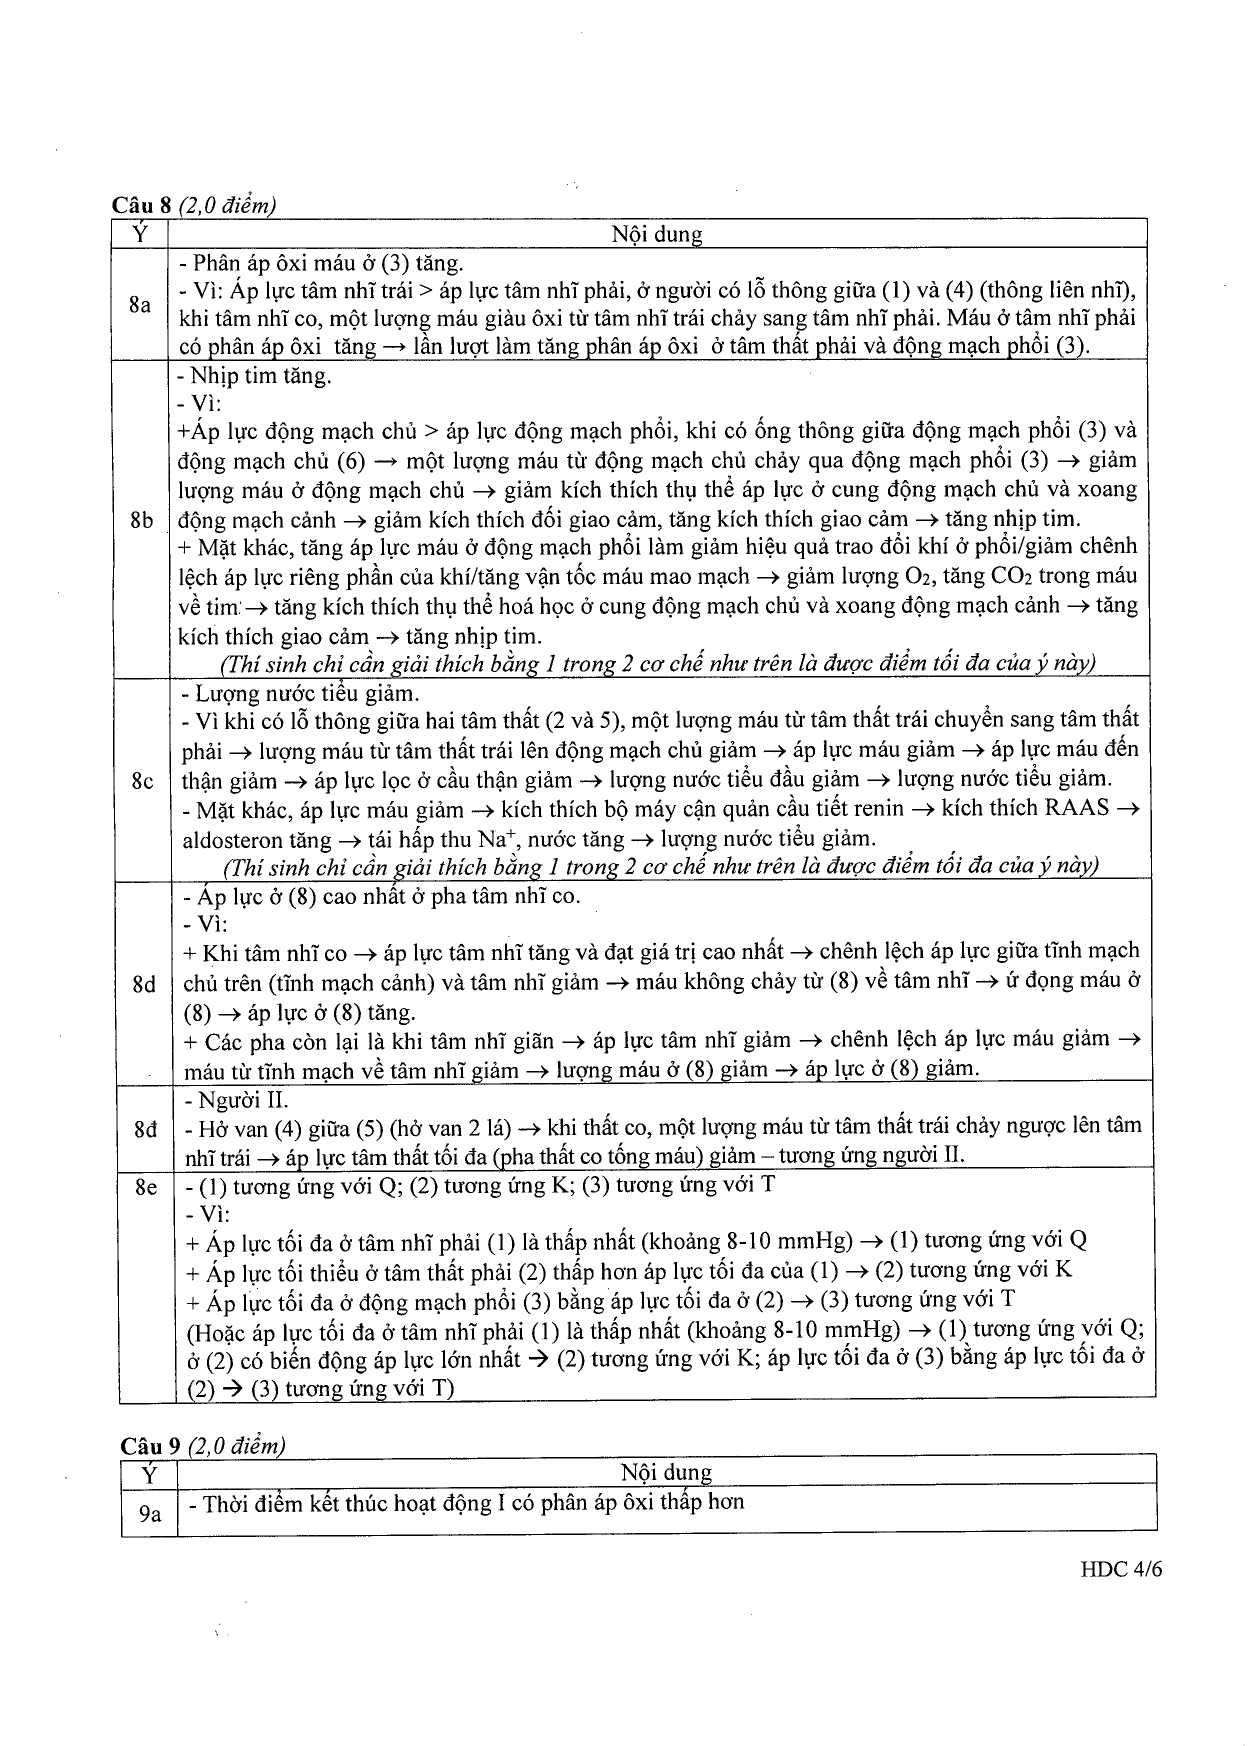 Câu 8 (2,0 điểm)
Ý Nội dung
8a
- Phân áp ôxi máu ở (3) tăng.
- Vì: Áp lực tâm nhĩ trái > áp lực tâm nhĩ phải, ở người có lỗ thông giữa (1) và (4) (thông liên nhĩ),
khi tâm nhĩ co, một lượng máu giàu ôxi từ tâm nhĩ trái chảy sang tâm nhĩ phải. Máu ở tâm nhĩ phải
có phân áp ôxi tăng → lần lượt làm tăng phân áp ôxi ở tâm thất phải và động mạch phổi (3).
8b
- Nhịp tim tăng.
- Vì:
+Áp lực động mạch chủ > áp lực động mạch phổi, khi có ống thông giữa động mạch phổi (3) và
động mạch chủ (6) → một lượng máu từ động mạch chủ chảy qua động mạch phổi (3) → giảm
lượng máu ở động mạch chủ → giảm kích thích thụ thể áp lực ở cung động mạch chủ và xoang
động mạch cảnh → giảm kích thích đối giao cảm, tăng kích thích giao cảm → tăng nhịp tim.
+ Mặt khác, tăng áp lực máu ở động mạch phổi làm giảm hiệu quả trao đổi khí ở phổi/giảm chênh
lệch áp lực riêng phần của khí/tăng vận tốc máu mao mạch → giảm lượng O₂, tăng CO₂ trong máu
về tim → tăng kích thích thụ thể hoá học ở cung động mạch chủ và xoang động mạch cảnh → tăng
kích thích giao cảm → tăng nhịp tim.
(Thí sinh chỉ cần giải thích bằng 1 trong 2 cơ chế như trên là được điểm tối đa của ý này)
8c
- Lượng nước tiểu giảm.
- Vì khi có lỗ thông giữa hai tâm thất (2 và 5), một lượng máu từ tâm thất trái chuyển sang tâm thất
phải → lượng máu từ tâm thất trái lên động mạch chủ giảm → áp lực máu giảm → áp lực máu đến
thận giảm → áp lực lọc ở cầu thận giảm → lượng nước tiểu đầu giảm → lượng nước tiểu giảm.
- Mặt khác, áp lực máu giảm → kích thích bộ máy cận quản cầu tiết renin → kích thích RAAS →
aldosteron tăng → tái hấp thu Na⁺, nước tăng → lượng nước tiểu giảm.
(Thí sinh chỉ cần giải thích bằng 1 trong 2 cơ chế như trên là được điểm tối đa của ý này)
8d
- Áp lực ở (8) cao nhất ở pha tâm nhĩ co.
- Vì:
+ Khi tâm nhĩ co → áp lực tâm nhĩ tăng và đạt giá trị cao nhất → chênh lệch áp lực giữa tĩnh mạch
chủ trên (tĩnh mạch cảnh) và tâm nhĩ giảm → máu không chảy từ (8) về tâm nhĩ → ứ đọng máu ở
(8) → áp lực ở (8) tăng.
+ Các pha còn lại là khi tâm nhĩ giãn → áp lực tâm nhĩ giảm → chênh lệch áp lực máu giảm →
máu từ tĩnh mạch về tâm nhĩ giảm → lượng máu ở (8) giảm → áp lực ở (8) giảm.
8đ
- Người II.
- Hở van (4) giữa (5) (hở van 2 lá) → khi thất co, một lượng máu từ tâm thất trái chảy ngược lên tâm
nhĩ trái → áp lực tâm thất tối đa (pha thất co tống máu) giảm – tương ứng người II.
8e
- (1) tương ứng với Q; (2) tương ứng K; (3) tương ứng với T
- Vì:
+ Áp lực tối đa ở tâm nhĩ phải (1) là thấp nhất (khoảng 8-10 mmHg) → (1) tương ứng với Q
+ Áp lực tối thiểu ở tâm thất phải (2) thấp hơn áp lực tối đa của (1) → (2) tương ứng với K
+ Áp lực tối đa ở động mạch phổi (3) bằng áp lực tối đa ở (2) → (3) tương ứng với T
(Hoặc áp lực tối đa ở tâm nhĩ phải (1) là thấp nhất (khoảng 8-10 mmHg) → (1) tương ứng với Q;
ở (2) có biến động áp lực lớn nhất → (2) tương ứng với K; áp lực tối đa ở (3) bằng áp lực tối đa ở
(2) → (3) tương ứng với T)
Câu 9 (2,0 điểm)
Ý Nội dung
9a
- Thời điểm kết thúc hoạt động I có phân áp ôxi thấp hơn
HDC 4/6